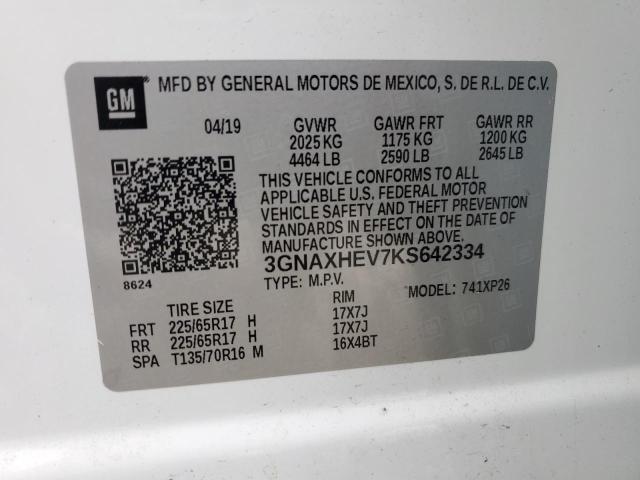 GM MFD BY GENERAL MOTORS DE MEXICO, S. DE R.L. DE C.V.
04/19 GVWR GAWR FRT GAWR RR
2025 KG 1175 KG 1200 KG
4464 LB 2590 LB 2645 LB
THIS VEHICLE CONFORMS TO ALL
APPLICABLE U.S. FEDERAL MOTOR
VEHICLE SAFETY AND THEFT PREVENTION
STANDARDS IN EFFECT ON THE DATE OF
MANUFACTURE SHOWN ABOVE.
3GNAXHEV7KS642334
8624 TYPE: M.P.V. MODEL: 741XP26
TIRE SIZE RIM
FRT 225/65R17 H 17X7J
RR 225/65R17 H 17X7J
SPA T135/70R16 M 16X4BT